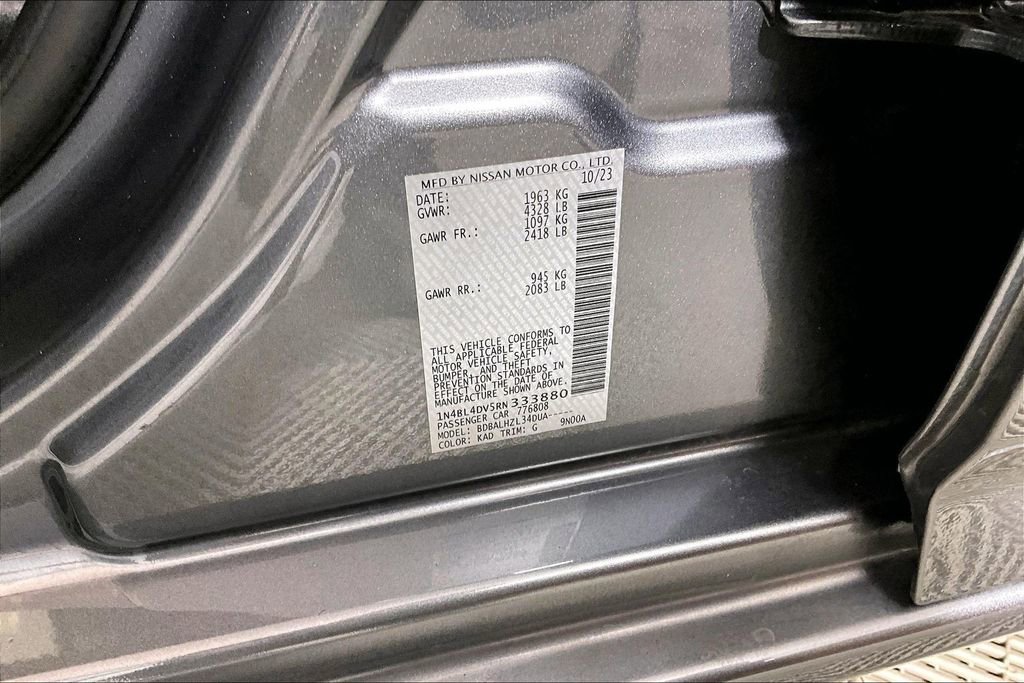 MFD BY NISSAN MOTOR CO., LTD.
DATE: 10/23
GVWR: 1963 KG
4328 LB
GAWR FR.: 1097 KG
2418 LB
GAWR RR.: 945 KG
2083 LB
THIS VEHICLE CONFORMS TO
ALL APPLICABLE FEDERAL
MOTOR VEHICLE SAFETY,
BUMPER, AND THEFT
PREVENTION STANDARDS IN
EFFECT ON THE DATE OF
MANUFACTURE SHOWN ABOVE.
1N4BL4DV5RN333880
PASSENGER CAR 776808
MODEL: BDBALHZL34DUA-----
COLOR: KAD TRIM: G 9N00A